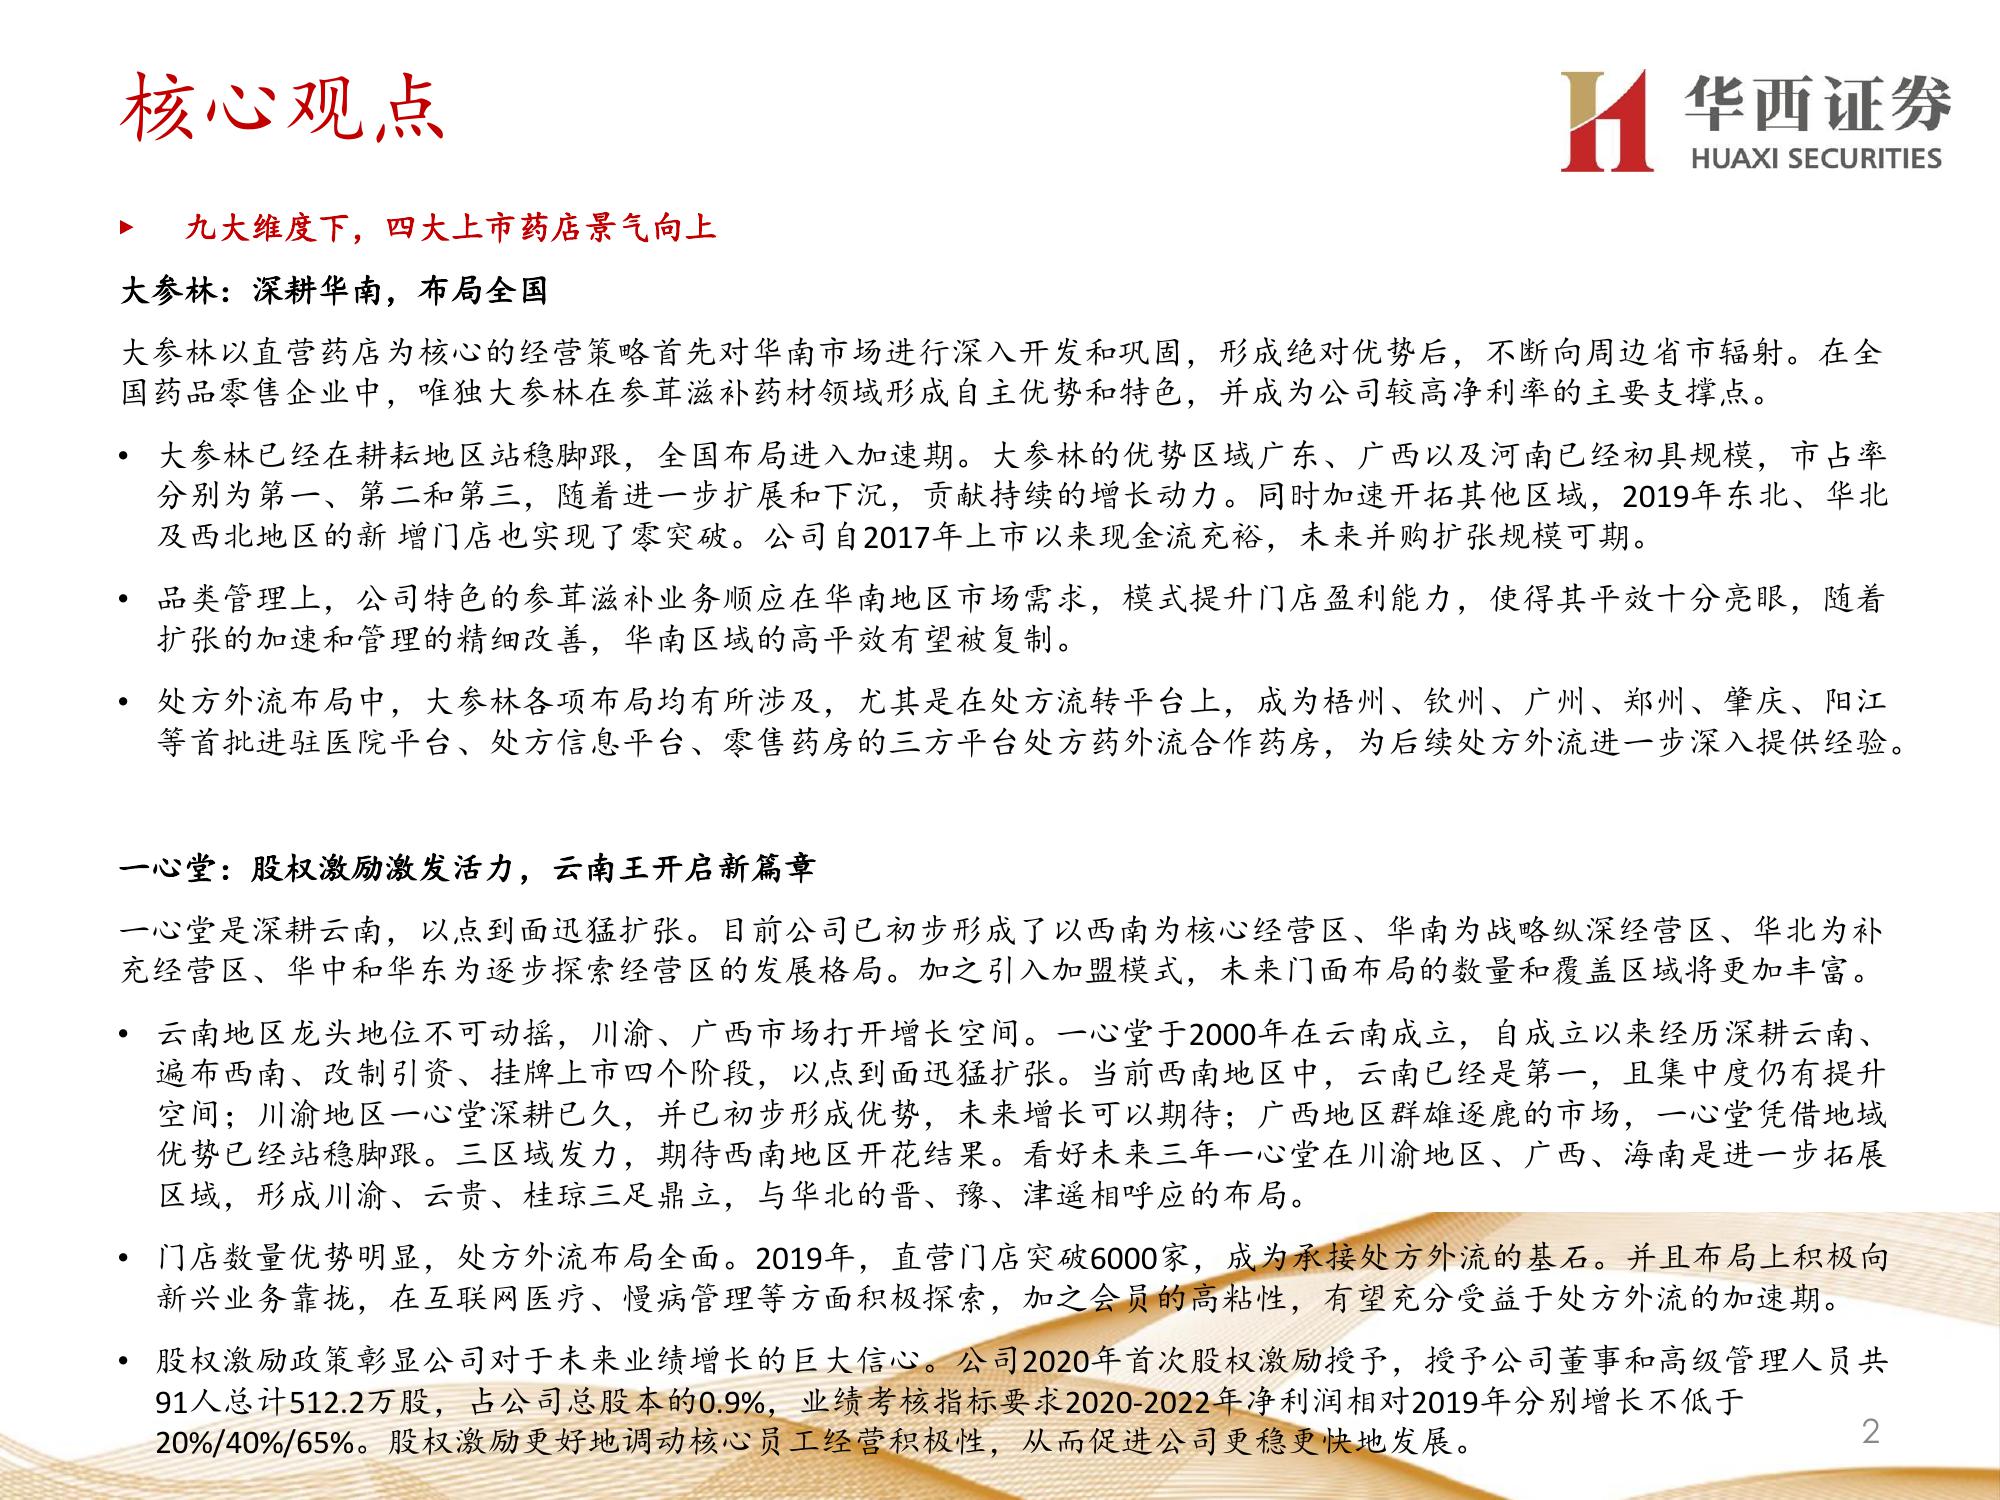 核心观点
华西证券
HUAXI SECURITIES
▶ 九大维度下，四大上市药店景气向上
大参林：深耕华南，布局全国
大参林以直营药店为核心的经营策略首先对华南市场进行深入开发和巩固，形成绝对优势后，不断向周边省市辐射。在全
国药品零售企业中，唯独大参林在参茸滋补药材领域形成自主优势和特色，并成为公司较高净利率的主要支撑点。
• 大参林已经在耕耘地区站稳脚跟，全国布局进入加速期。大参林的优势区域广东、广西以及河南已经初具规模，市占率
分别为第一、第二和第三，随着进一步扩展和下沉，贡献持续的增长动力。同时加速开拓其他区域，2019年东北、华北
及西北地区的新 增门店也实现了零突破。公司自2017年上市以来现金流充裕，未来并购扩张规模可期。
• 品类管理上，公司特色的参茸滋补业务顺应在华南地区市场需求，模式提升门店盈利能力，使得其平效十分亮眼，随着
扩张的加速和管理的精细改善，华南区域的高平效有望被复制。
• 处方外流布局中，大参林各项布局均有所涉及，尤其是在处方流转平台上，成为梧州、钦州、广州、郑州、肇庆、阳江
等首批进驻医院平台、处方信息平台、零售药房的三方平台处方药外流合作药房，为后续处方外流进一步深入提供经验。
一心堂：股权激励激发活力，云南王开启新篇章
一心堂是深耕云南，以点到面迅猛扩张。目前公司已初步形成了以西南为核心经营区、华南为战略纵深经营区、华北为补
充经营区、华中和华东为逐步探索经营区的发展格局。加之引入加盟模式，未来门面布局的数量和覆盖区域将更加丰富。
• 云南地区龙头地位不可动摇，川渝、广西市场打开增长空间。一心堂于2000年在云南成立，自成立以来经历深耕云南、
遍布西南、改制引资、挂牌上市四个阶段，以点到面迅猛扩张。当前西南地区中，云南已经是第一，且集中度仍有提升
空间；川渝地区一心堂深耕已久，并已初步形成优势，未来增长可以期待；广西地区群雄逐鹿的市场，一心堂凭借地域
优势已经站稳脚跟。三区域发力，期待西南地区开花结果。看好未来三年一心堂在川渝地区、广西、海南是进一步拓展
区域，形成川渝、云贵、桂琼三足鼎立，与华北的晋、豫、津遥相呼应的布局。
• 门店数量优势明显，处方外流布局全面。2019年，直营门店突破6000家，成为承接处方外流的基石。并且布局上积极向
新兴业务靠拢，在互联网医疗、慢病管理等方面积极探索，加之会员的高粘性，有望充分受益于处方外流的加速期。
• 股权激励政策彰显公司对于未来业绩增长的巨大信心。公司2020年首次股权激励授予，授予公司董事和高级管理人员共
91人总计512.2万股，占公司总股本的0.9%，业绩考核指标要求2020-2022年净利润相对2019年分别增长不低于
20%/40%/65%。股权激励更好地调动核心员工经营积极性，从而促进公司更稳更快地发展。
2